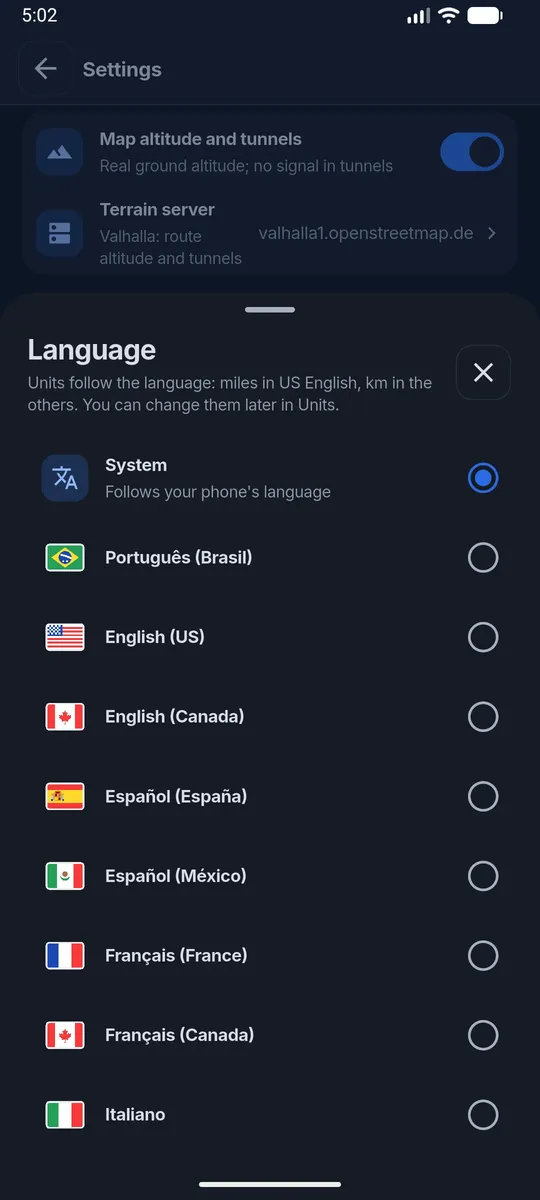 5:02
Settings
Map altitude and tunnels
Real ground altitude; no signal in tunnels
Terrain server
Valhalla: route
altitude and tunnels
valhalla1.openstreetmap.de
Language
Units follow the language: miles in US English, km in the
others. You can change them later in Units.
System
Follows your phone's language
Português (Brasil)
English (US)
English (Canada)
Español (España)
Español (México)
Français (France)
Français (Canada)
Italiano